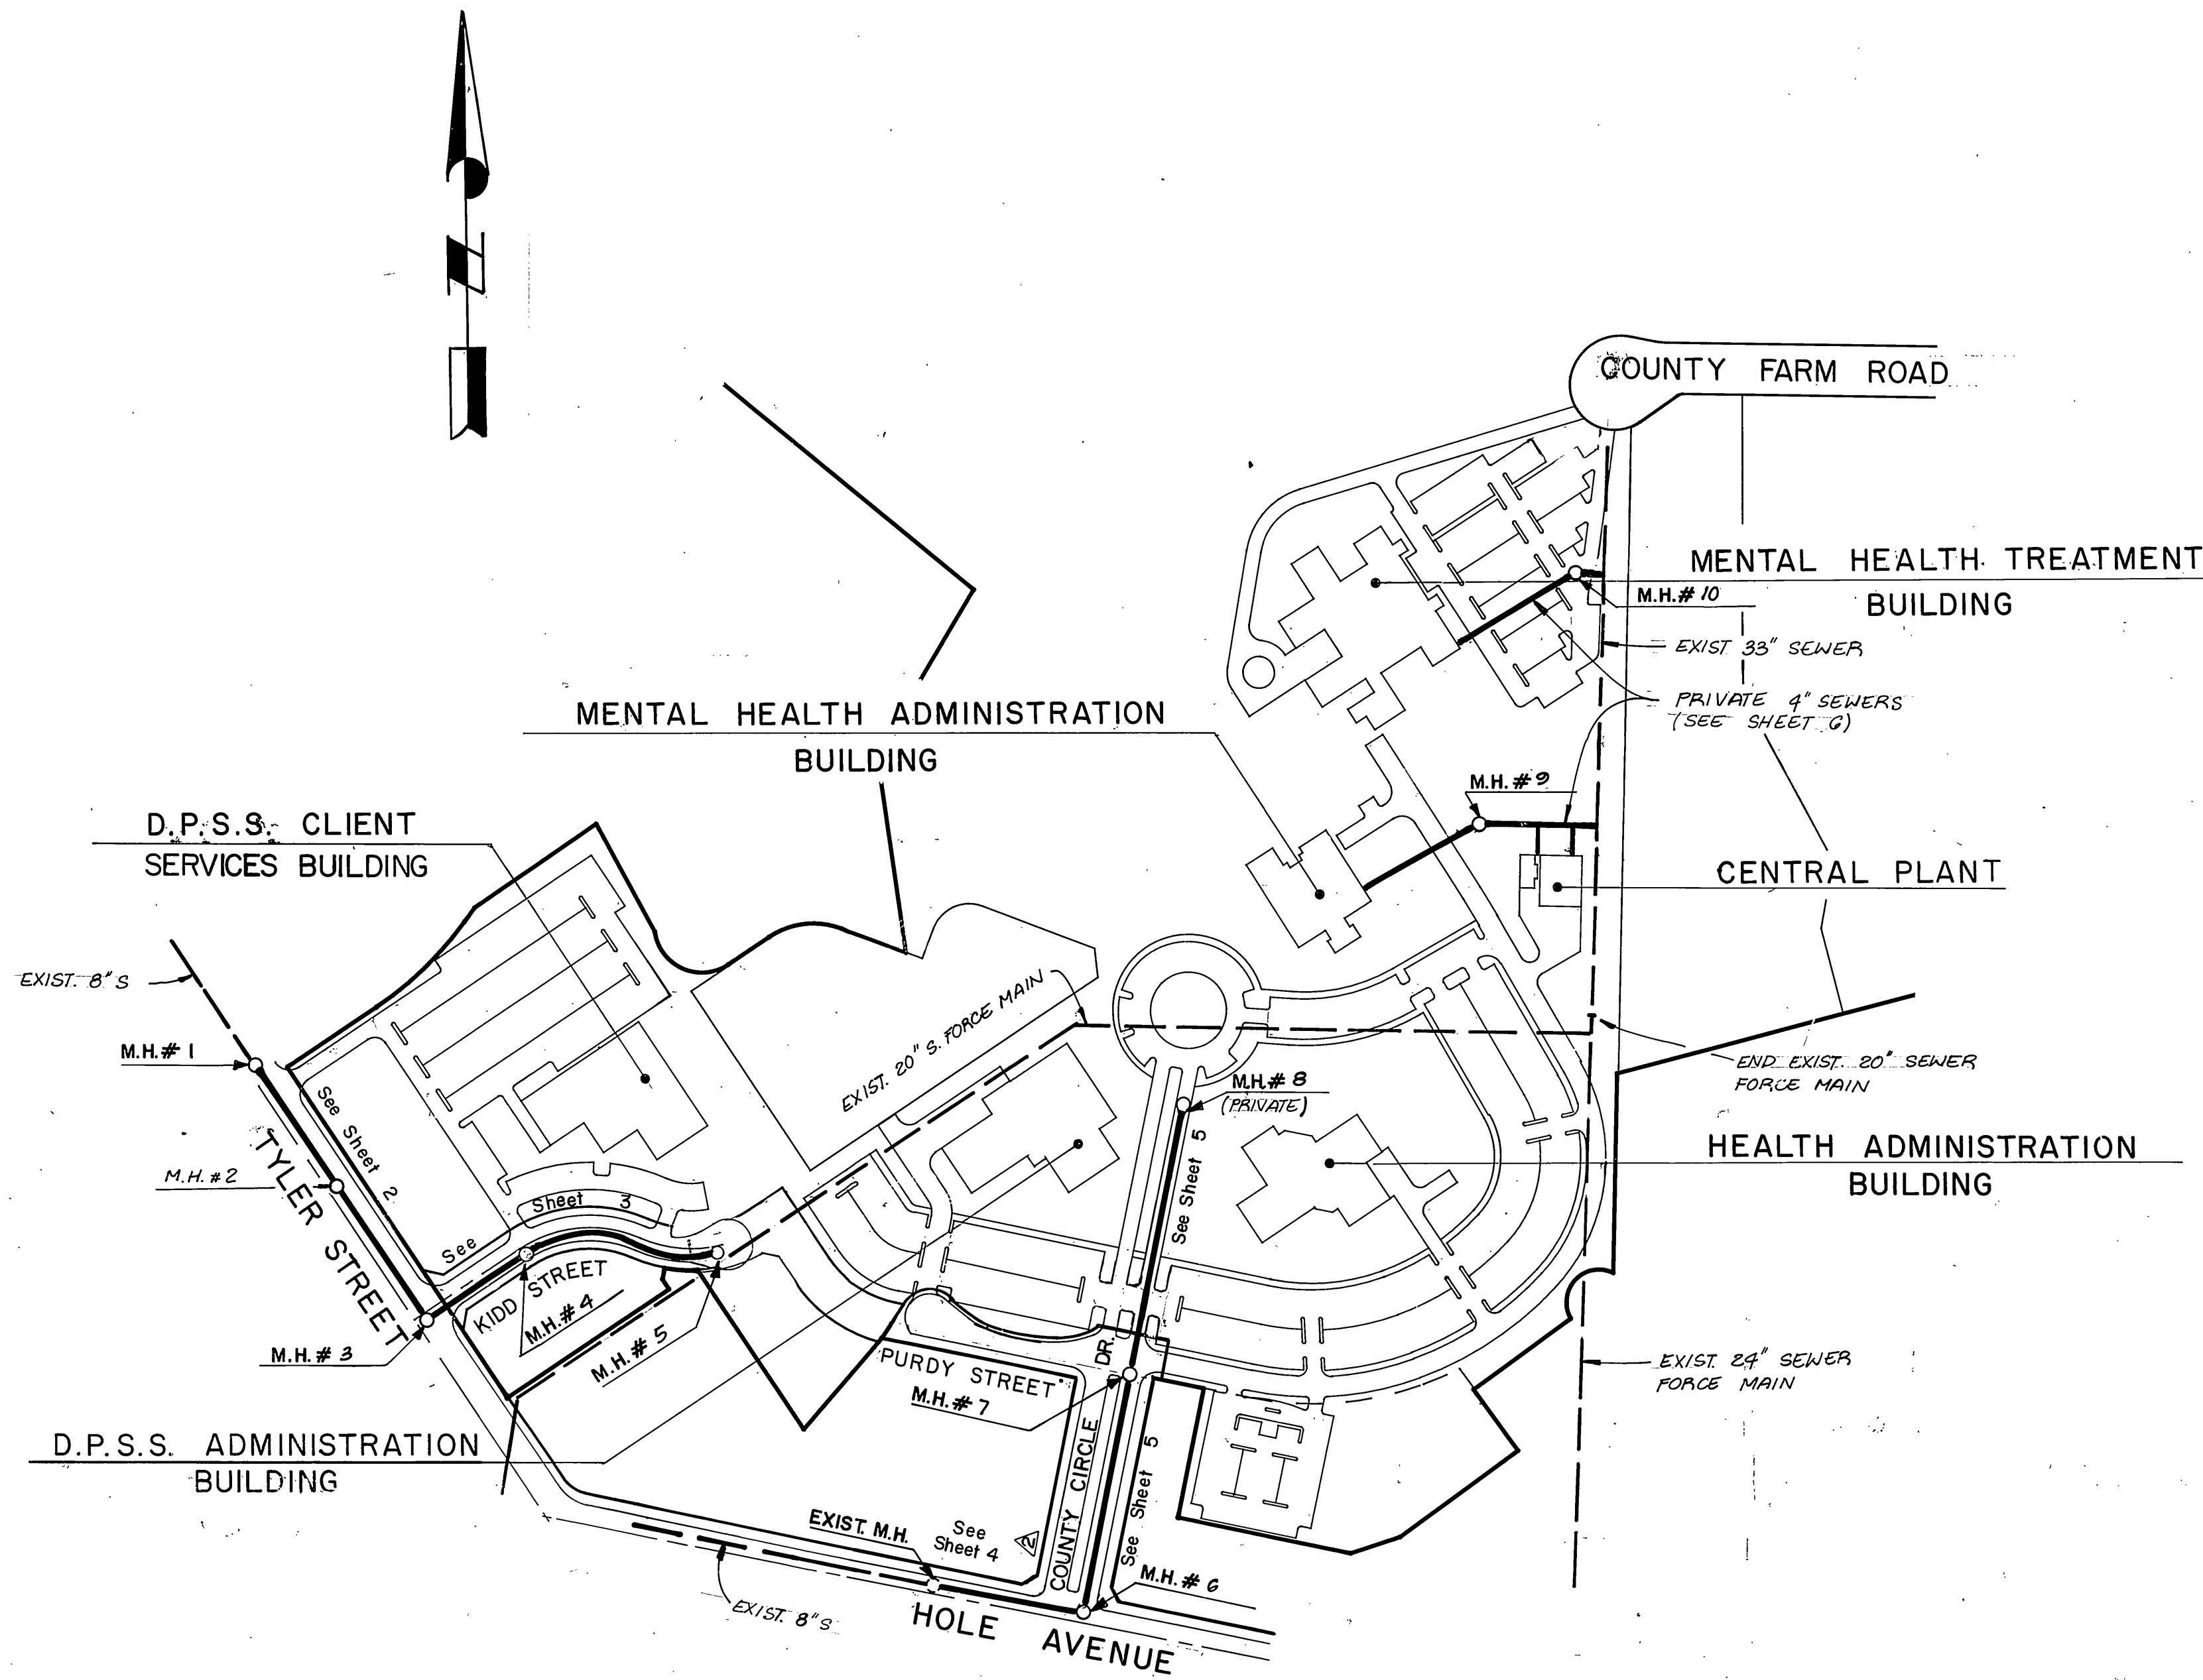 COUNTY FARM ROAD
MENTAL HEALTH TREATMENT
BUILDING
M.H.# 10
EXIST 33" SEWER
PRIVATE 4" SEWERS
(SEE SHEET 6)
MENTAL HEALTH ADMINISTRATION
BUILDING
M.H.# 9
D.P.S.S. CLIENT
SERVICES BUILDING
CENTRAL PLANT
EXIST. 8" S
EXIST. 20" S. FORCE MAIN
M.H.# 1
END EXIST. 20" SEWER
FORCE MAIN
M.H.# 8
(PRIVATE)
See Sheet 2
TYLER STREET
M.H.#2
See Sheet 3
See Sheet 5
HEALTH ADMINISTRATION
BUILDING
KIDD STREET
M.H.# 4
M.H.# 5
M.H.# 3
PURDY STREET
M.H.# 7
EXIST. 24" SEWER
FORCE MAIN
D.P.S.S. ADMINISTRATION
BUILDING
COUNTY CIRCLE DR.
See Sheet 5
EXIST. M.H.
See
Sheet 4
2
M.H.# 6
EXIST. 8" S
HOLE AVENUE